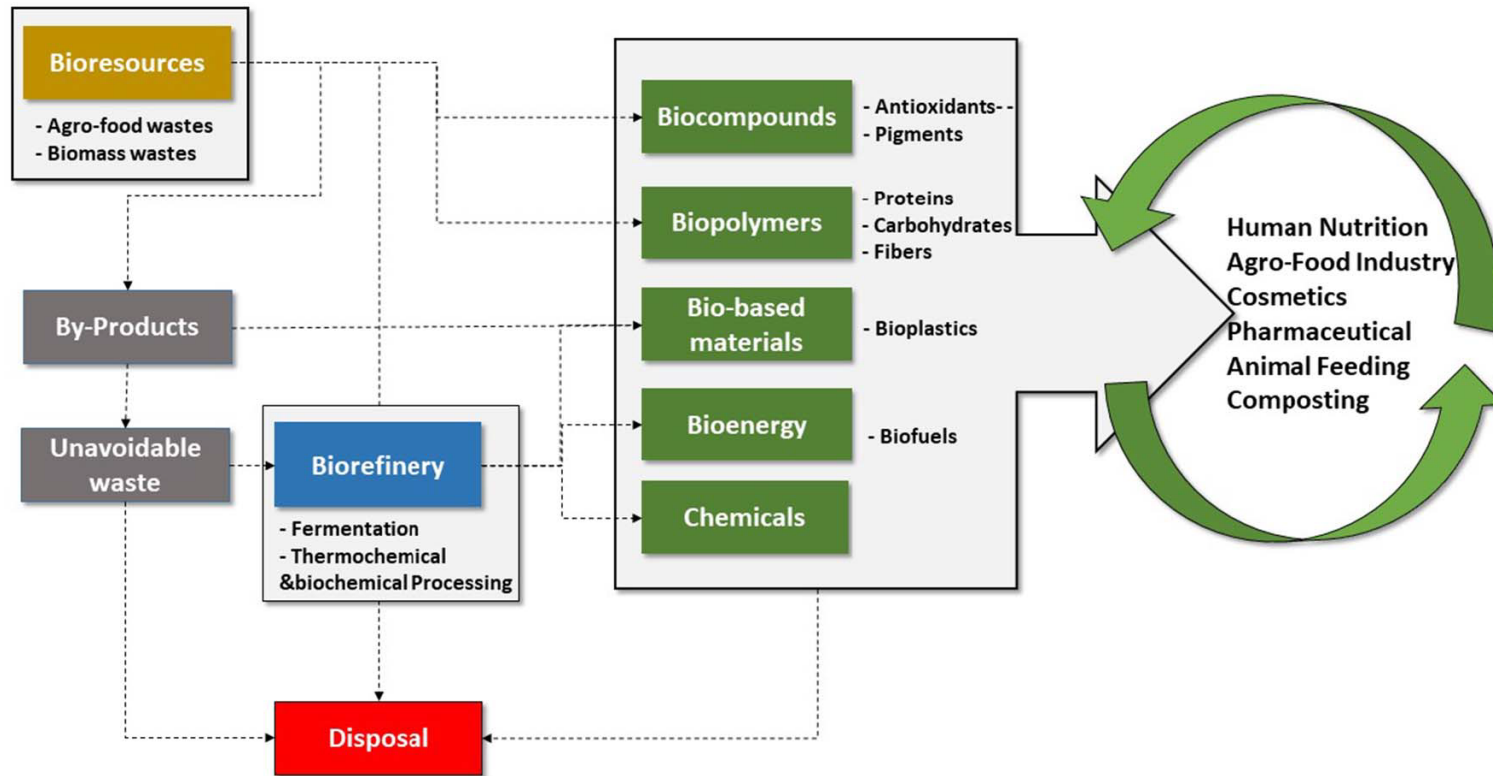 Bioresources
- Agro-food wastes
- Biomass wastes
By-Products
Unavoidable
waste
Biorefinery
- Fermentation
- Thermochemical
&biochemical Processing
Disposal
Biocompounds
- Antioxidants--
- Pigments
Biopolymers
- Proteins
- Carbohydrates
- Fibers
Bio-based
materials
- Bioplastics
Bioenergy
- Biofuels
Chemicals
Human Nutrition
Agro-Food Industry
Cosmetics
Pharmaceutical
Animal Feeding
Composting